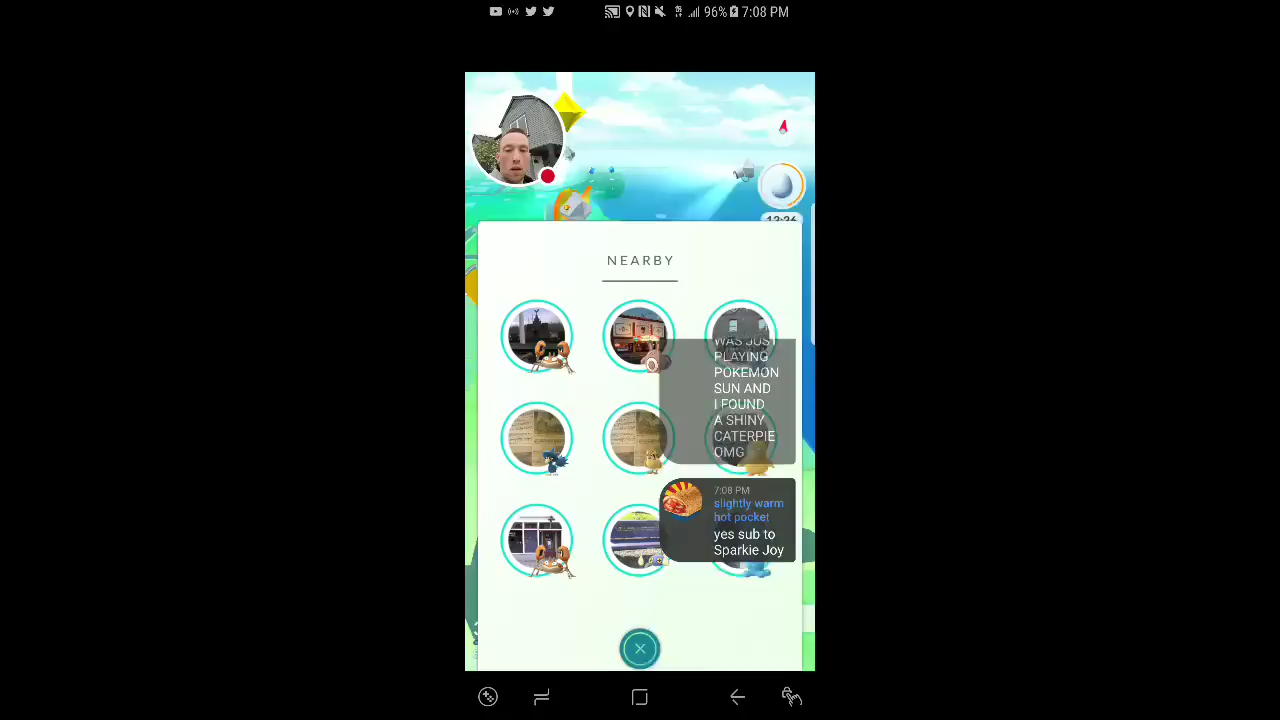 96%
7:08 PM
NEARBY
WAS JUST
PLAYING
POKEMON
SUN AND
I FOUND
A SHINY
CATERPIE
OMG
7:08 PM
slightly warm
hot pocket
yes sub to
Sparkie Joy